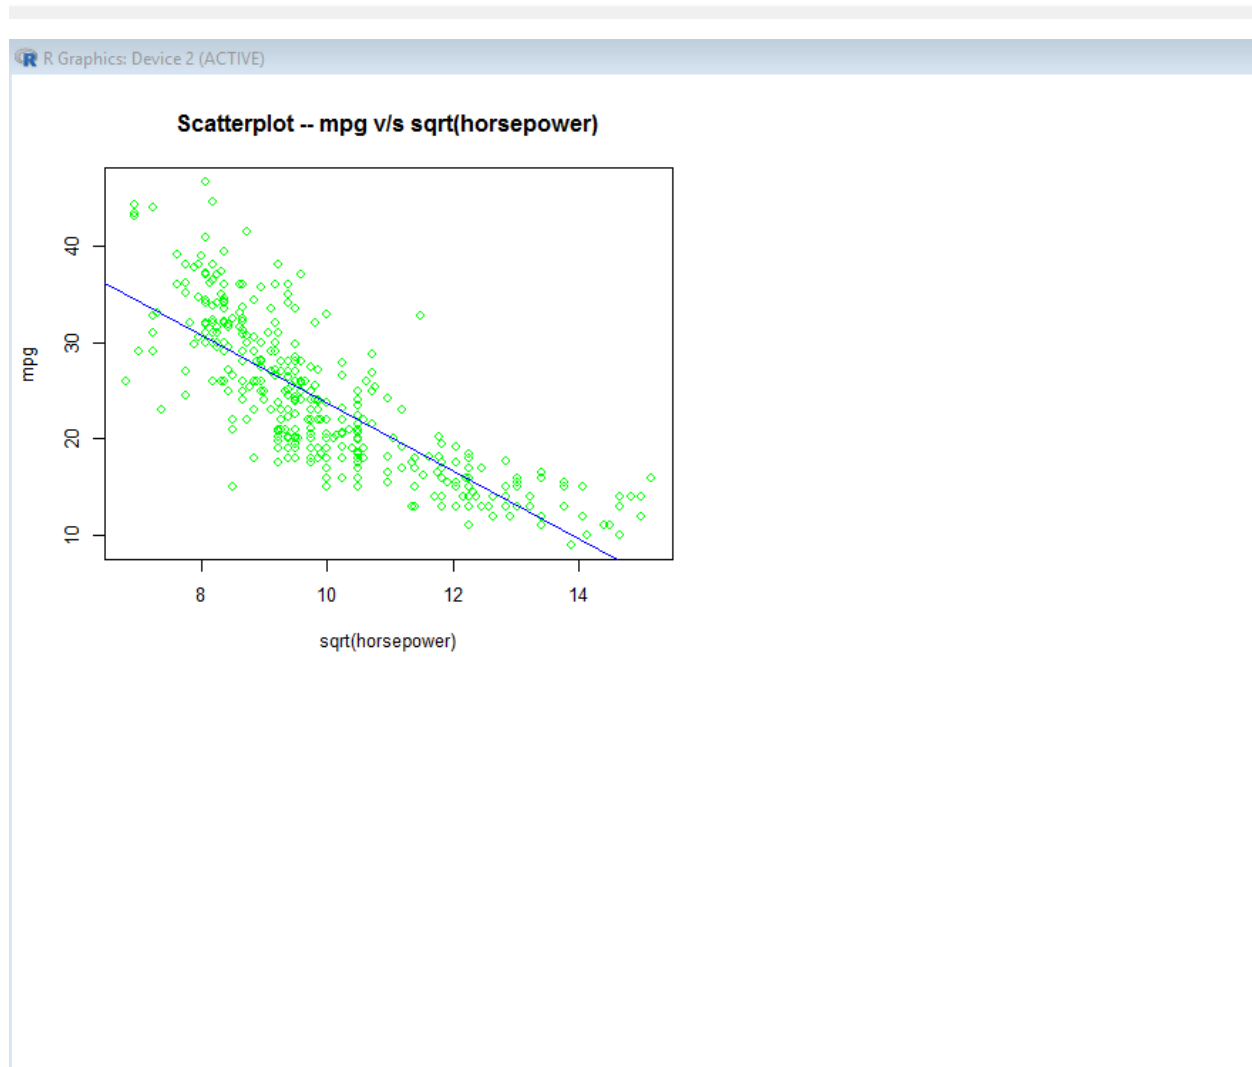 R Graphics: Device 2 (ACTIVE)
Scatterplot -- mpg v/s sqrt(horsepower)
mpg
40
30
20
10
8 10 12 14
sqrt(horsepower)